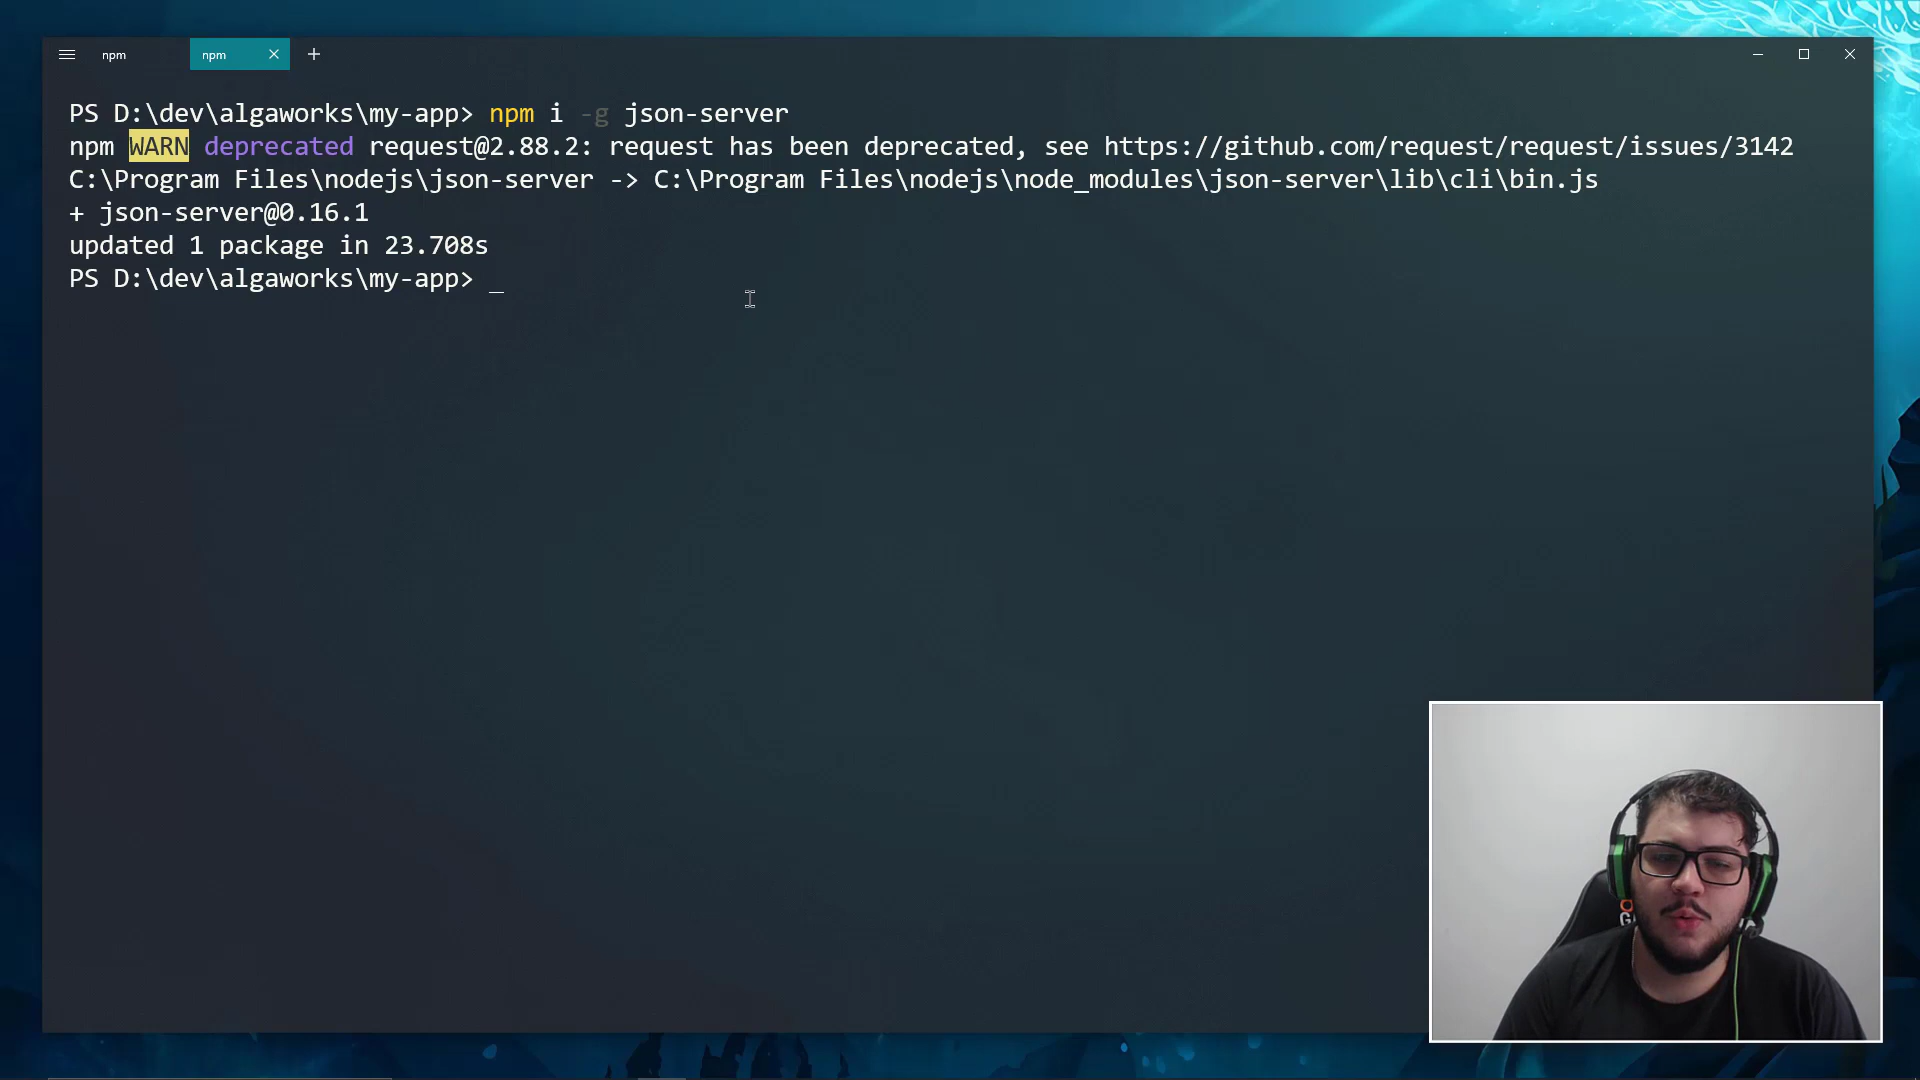 npm
npm
PS D:\dev\algaworks\my-app> npm i -g json-server
npm WARN deprecated request@2.88.2: request has been deprecated, see https://github.com/request/request/issues/3142
C:\Program Files\nodejs\json-server -> C:\Program Files\nodejs\node_modules\json-server\lib\cli\bin.js
+ json-server@0.16.1
updated 1 package in 23.708s
PS D:\dev\algaworks\my-app> _